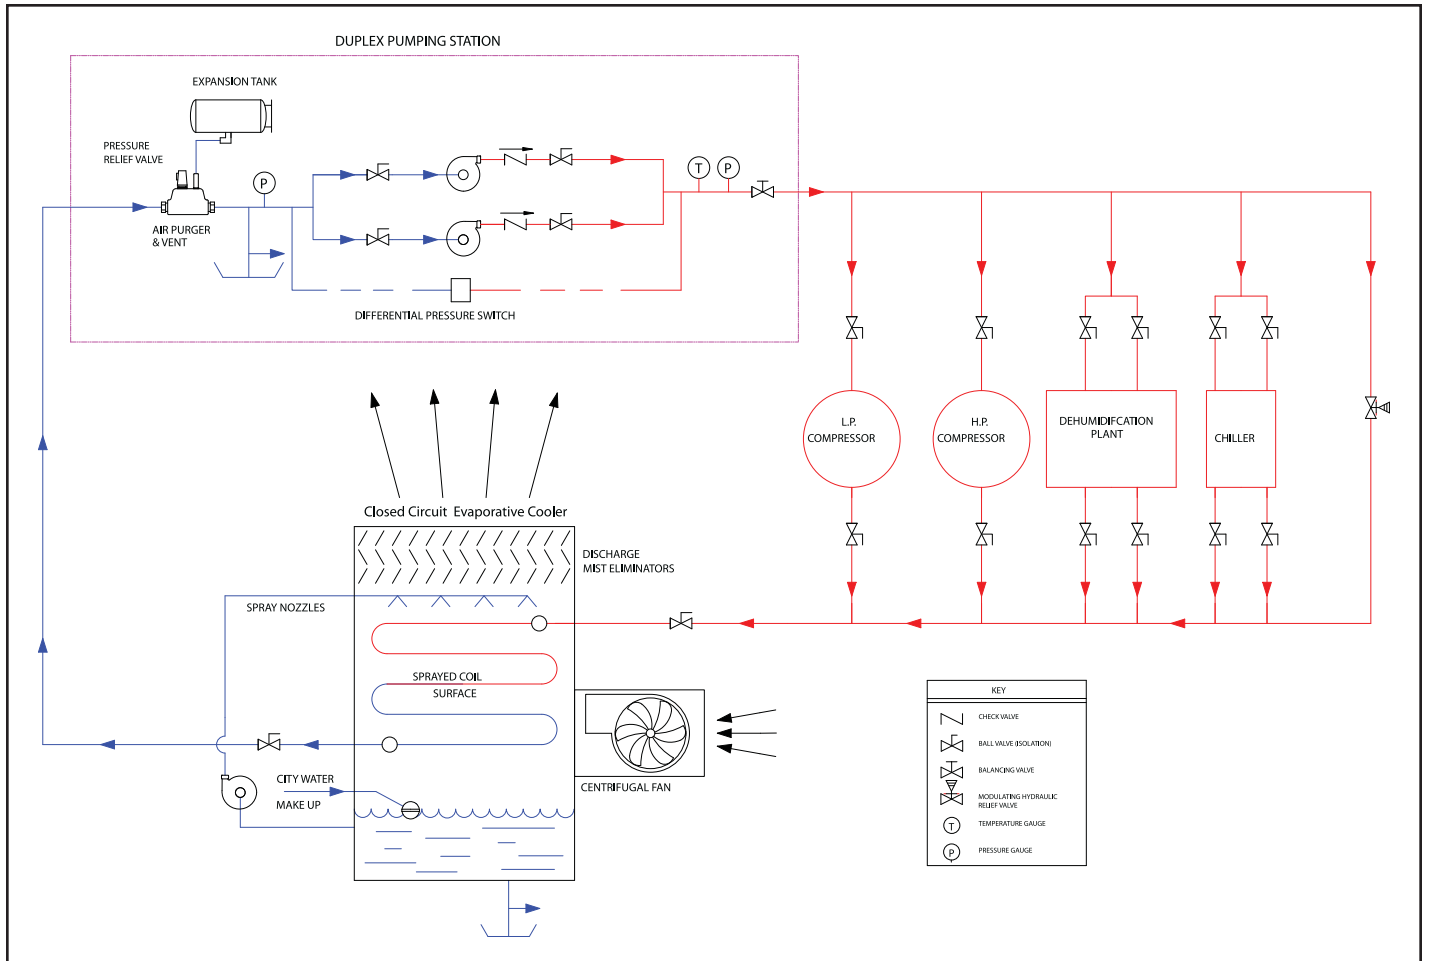 DUPLEX PUMPING STATION
EXPANSION TANK
PRESSURE
RELIEF VALVE
P
T
P
AIR PURGER
& VENT
DIFFERENTIAL PRESSURE SWITCH
L.P.
COMPRESSOR
H.P.
COMPRESSOR
DEHUMIDIFCATION
PLANT
CHILLER
Closed Circuit Evaporative Cooler
DISCHARGE
MIST ELIMINATORS
SPRAY NOZZLES
SPRAYED COIL
SURFACE
CITY WATER
MAKE UP
CENTRIFUGAL FAN
KEY
CHECK VALVE
BALL VALVE (ISOLATION)
BALANCING VALVE
MODULATING HYDRAULIC
RELIEF VALVE
T
TEMPERATURE GAUGE
P
PRESSURE GAUGE